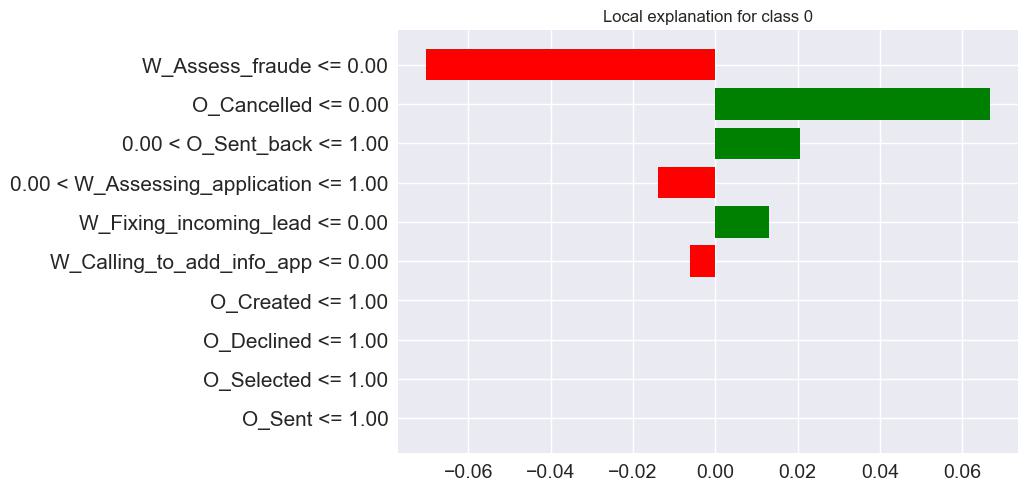 Local explanation for class 0
W_Assess_fraude <= 0.00
O_Cancelled <= 0.00
0.00 < O_Sent_back <= 1.00
0.00 < W_Assessing_application <= 1.00
W_Fixing_incoming_lead <= 0.00
W_Calling_to_add_info_app <= 0.00
O_Created <= 1.00
O_Declined <= 1.00
O_Selected <= 1.00
O_Sent <= 1.00
−0.06 −0.04 −0.02 0.00 0.02 0.04 0.06